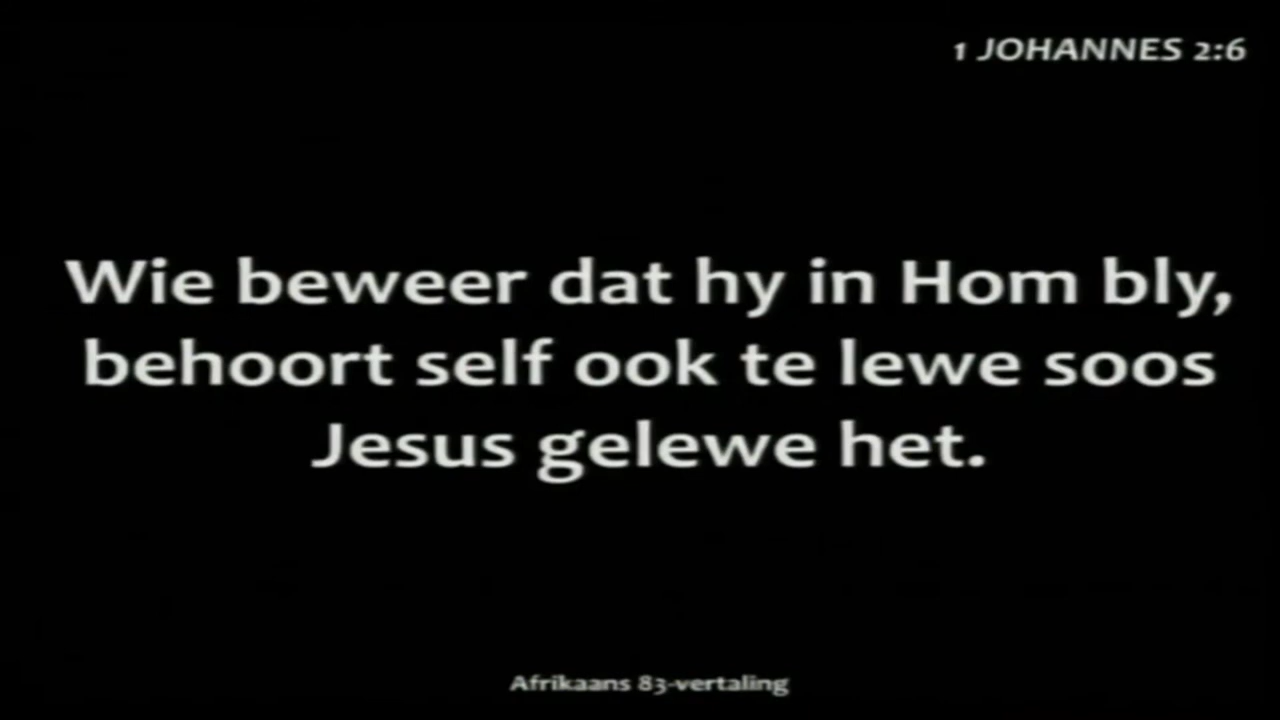 1 JOHANNES 2:6
Wie beweer dat hy in Hom bly,
behoort self ook te lewe soos
Jesus gelewe het.
Afrikaans 83-vertaling